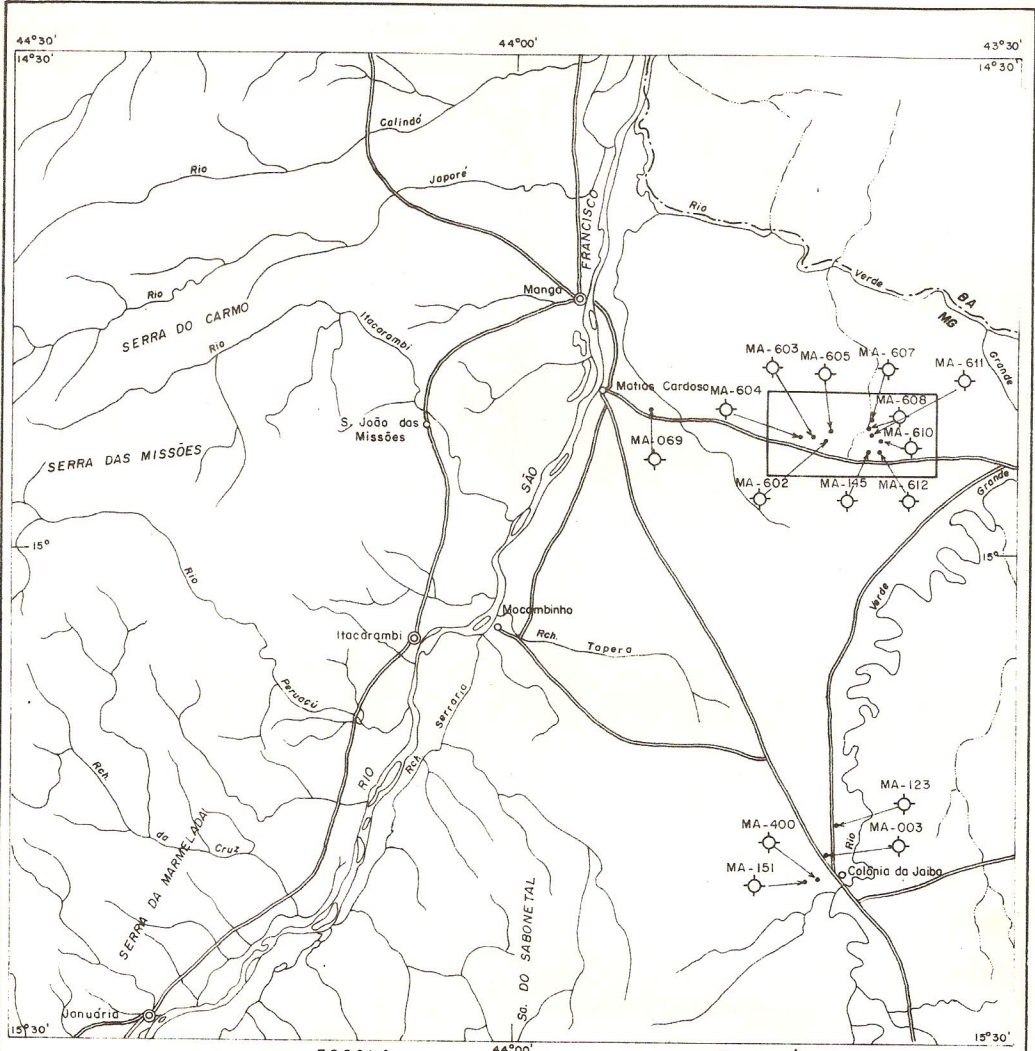 44°30'
44°00'
43°30'
14°30'
14°30'
Calindó
Rio
Japoré
FRANCISCO
Rio
Verde
BA
MG
Grande
Manga
Rio
SERRA DO CARMO
Rio
Itacarambi
MA-603
MA-605
MA-607
MA-611
MA-604
Matias Cardoso
MA-608
MA-610
MA-069
S. João das
Missões
SERRA DAS MISSÕES
SÃO
MA-602
MA-145
MA-612
Grande
15°
15°
Rio
Verde
Mocambinho
Itacarambi
Rch.
Tapera
Peruaçú
Serraria
Rch.
RIO
Rch.
da
Cruz
SERRA DA MARMELADA
MA-123
MA-400
MA-003
Rio
MA-151
Colônia da Jaiba
Sa. DO SABONETAL
Januária
15°30'
44°00'
15°30'